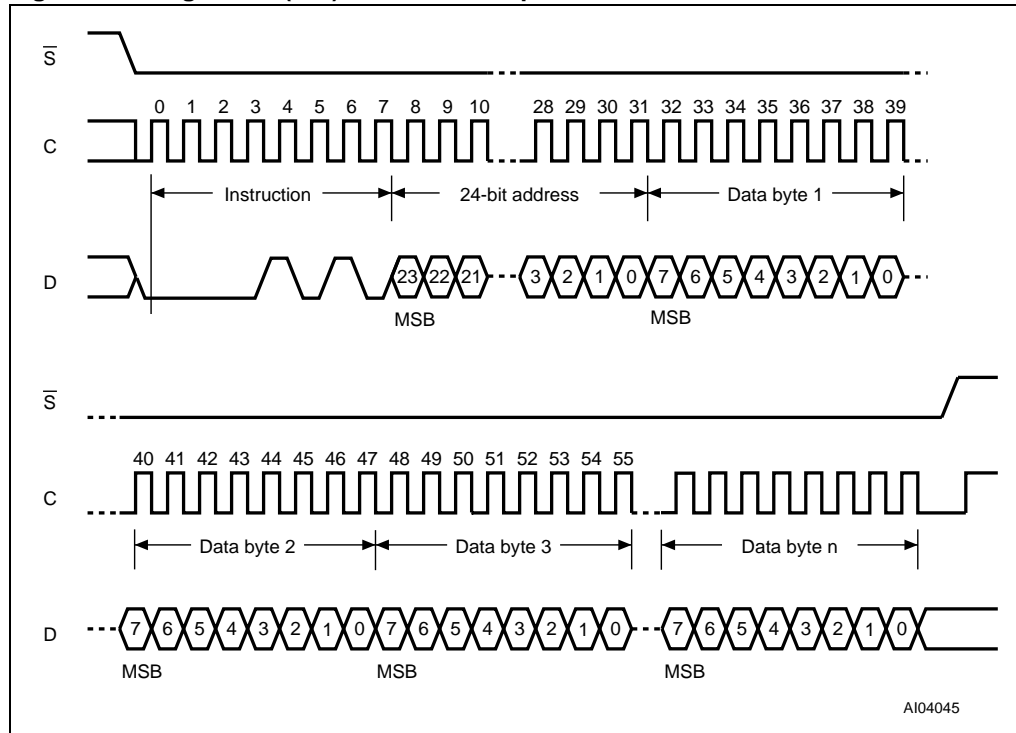 S
0 1 2 3 4 5 6 7 8 9 10 28 29 30 31 32 33 34 35 36 37 38 39
C
Instruction 24-bit address Data byte 1
D 23 22 21 3 2 1 0 7 6 5 4 3 2 1 0
MSB MSB
S
40 41 42 43 44 45 46 47 48 49 50 51 52 53 54 55
C
Data byte 2 Data byte 3 Data byte n
D 7 6 5 4 3 2 1 0 7 6 5 4 3 2 1 0 7 6 5 4 3 2 1 0
MSB MSB MSB
AI04045